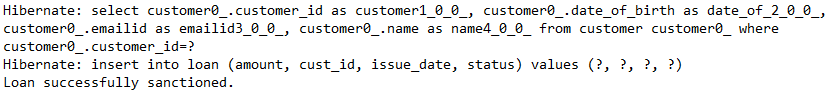 Hibernate: select customer0_.customer_id as customer1_0_0_, customer0_.date_of_birth as date_of_2_0_0_,
customer0_.emailid as emailid3_0_0_, customer0_.name as name4_0_0_ from customer customer0_ where
customer0_.customer_id=?
Hibernate: insert into loan (amount, cust_id, issue_date, status) values (?, ?, ?, ?)
Loan successfully sanctioned.